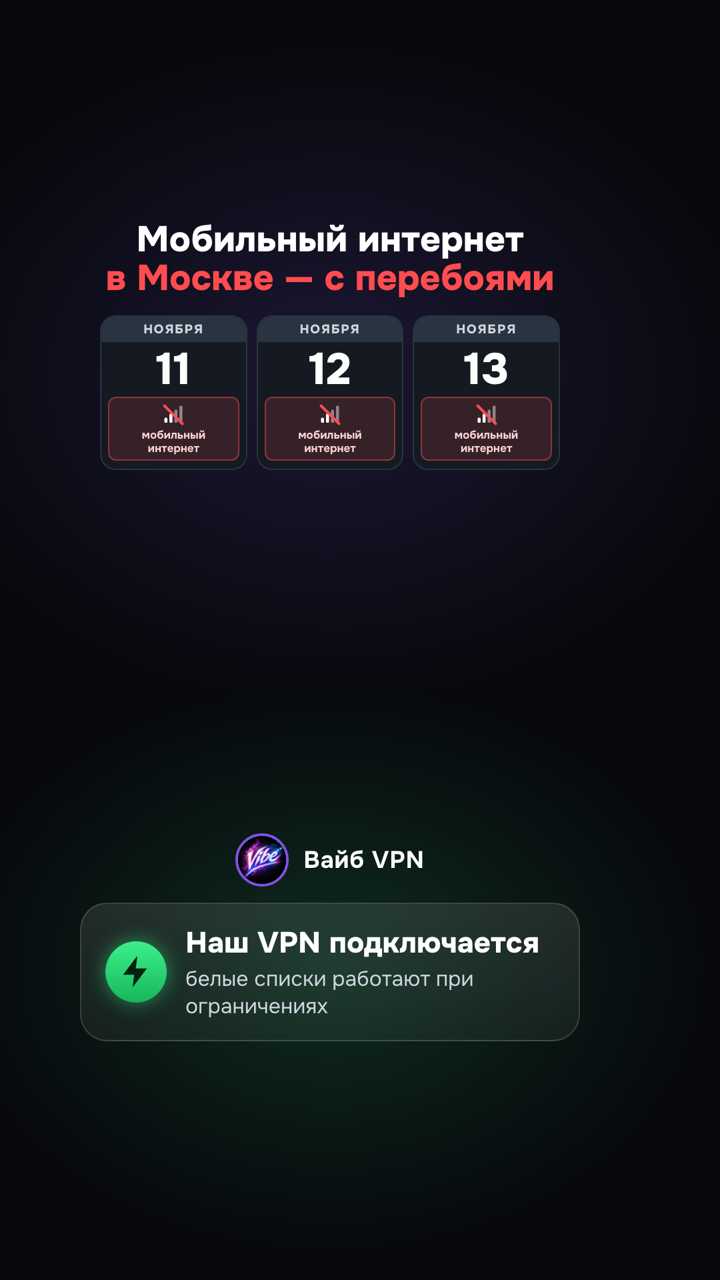 Мобильный интернет
в Москве — с перебоями
НОЯБРЯ
11
мобильный
интернет
НОЯБРЯ
12
мобильный
интернет
НОЯБРЯ
13
мобильный
интернет
Vibe
Вайб VPN
Наш VPN подключается
белые списки работают при
ограничениях